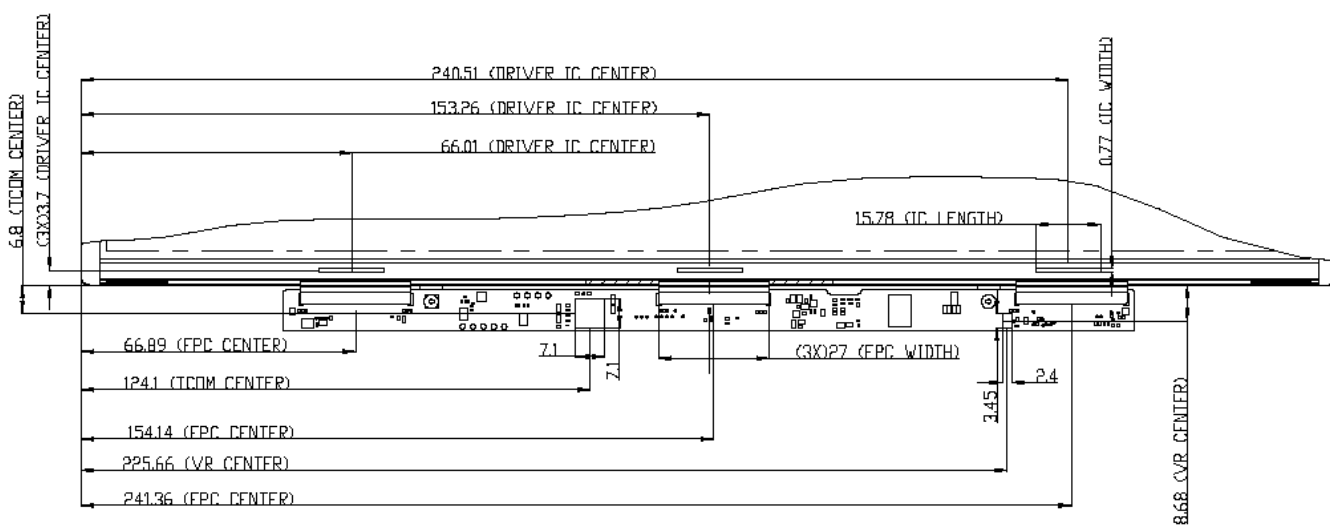 240.51 (DRIVER IC CENTER)
153.26 (DRIVER IC CENTER)
66.01 (DRIVER IC CENTER)
6.8 (TCOM CENTER)
(3X)3.7 (DRIVER IC CENTER)
0.77 (IC WIDTH)
15.78 (IC LENGTH)
66.89 (FPC CENTER)
7.1
7.1
(3X)27 (FPC WIDTH)
2.4
3.45
124.1 (TCOM CENTER)
154.14 (FPC CENTER)
225.66 (VR CENTER)
8.68 (VR CENTER)
241.36 (FPC CENTER)